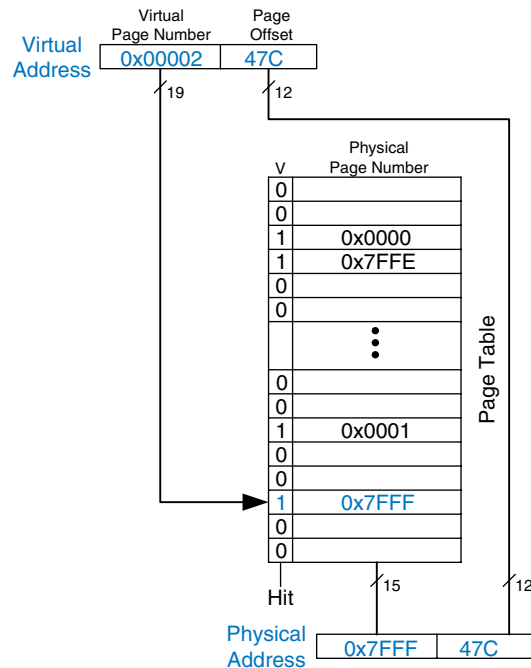 Virtual Page Number
Page Offset
Virtual Address
0x00002 47C
19 12
Physical Page Number
V
0
0
1 0x0000
1 0x7FFE
0
0
0
0
1 0x0001
0
0
1 0x7FFF
0
0
Page Table
Hit
15 12
Physical Address
0x7FFF 47C